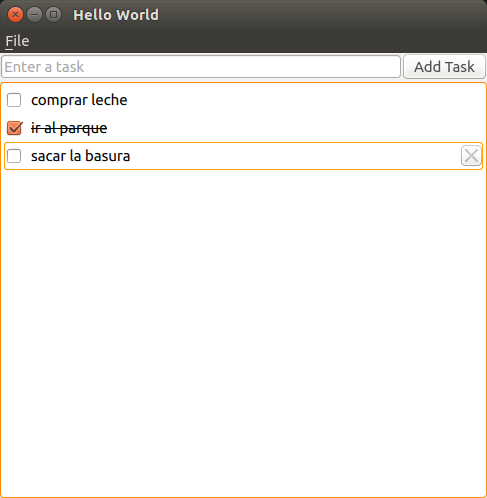 Hello World
File
Enter a task Add Task
comprar leche
ir al parque
sacar la basura